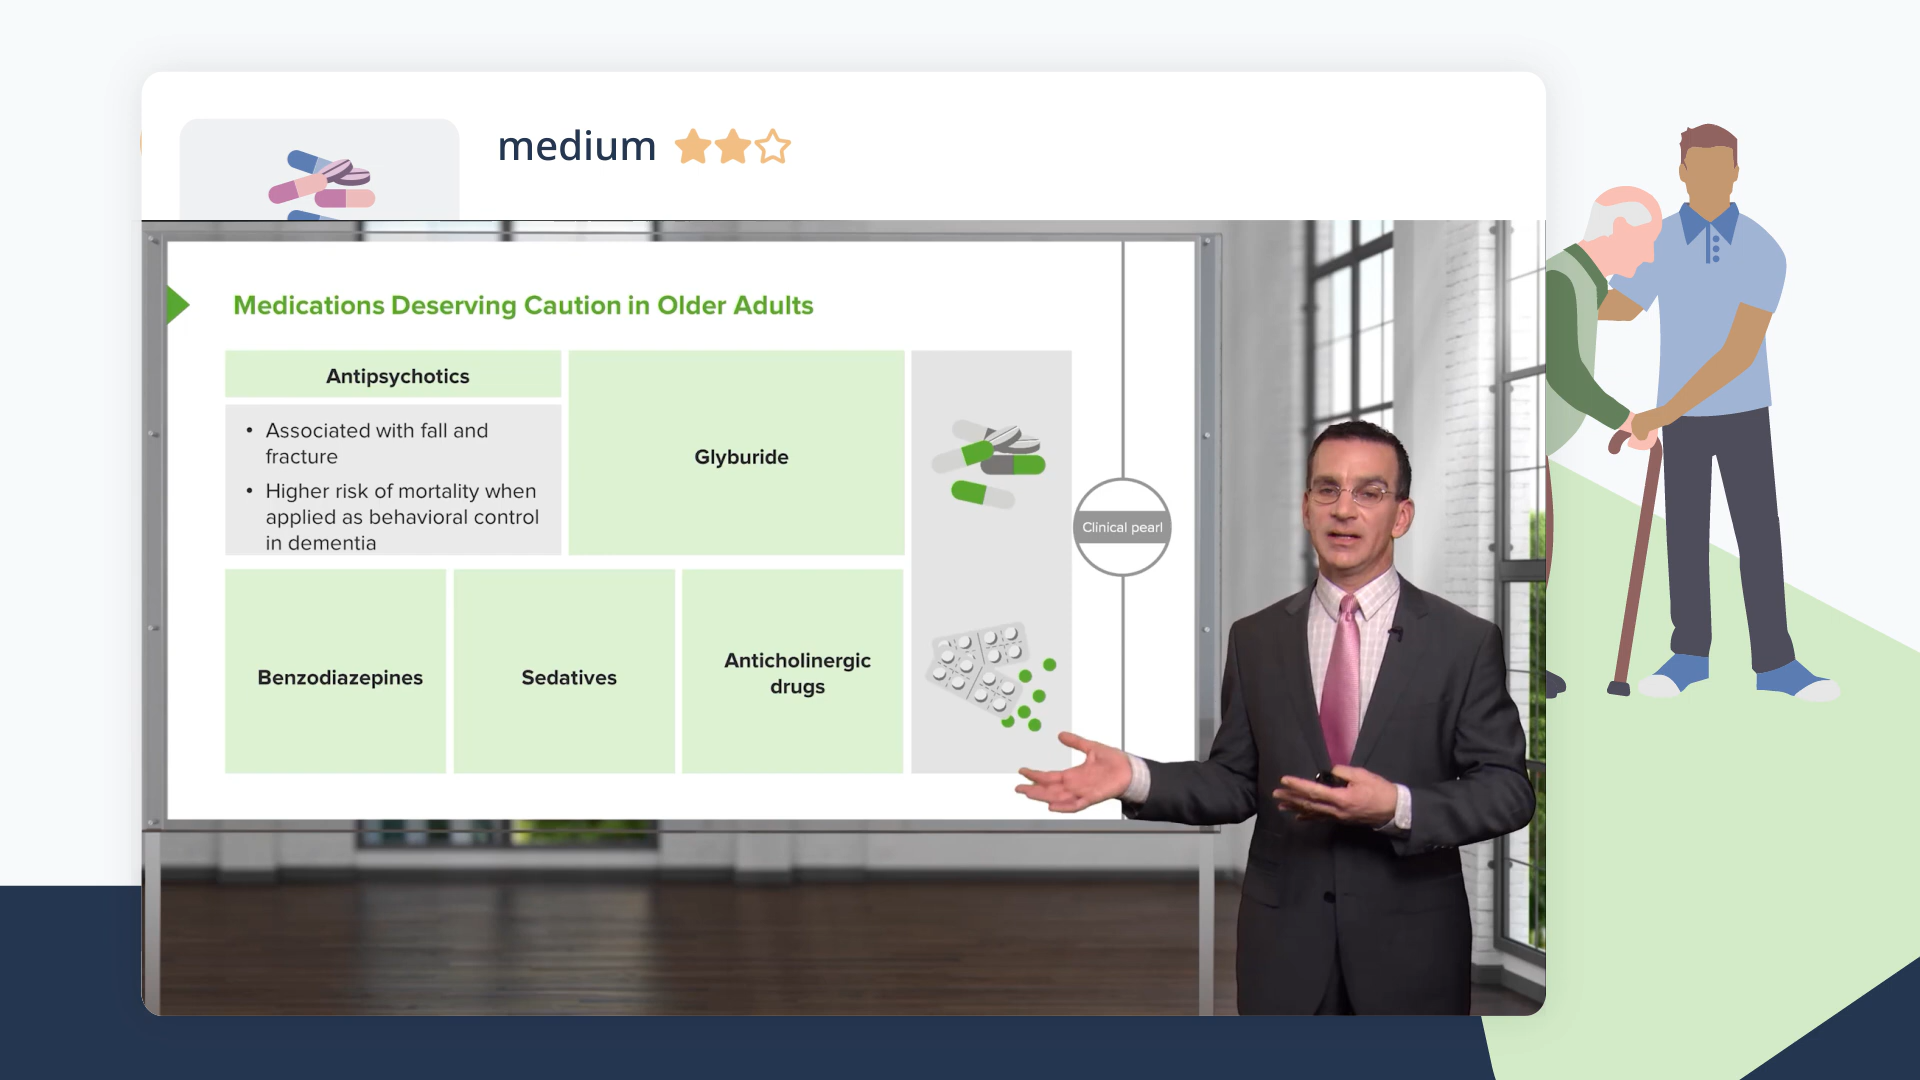 medium
Medications Deserving Caution in Older Adults
Antipsychotics
• Associated with fall and
fracture
• Higher risk of mortality when
applied as behavioral control
in dementia
Glyburide
Clinical pearl
Benzodiazepines
Sedatives
Anticholinergic
drugs